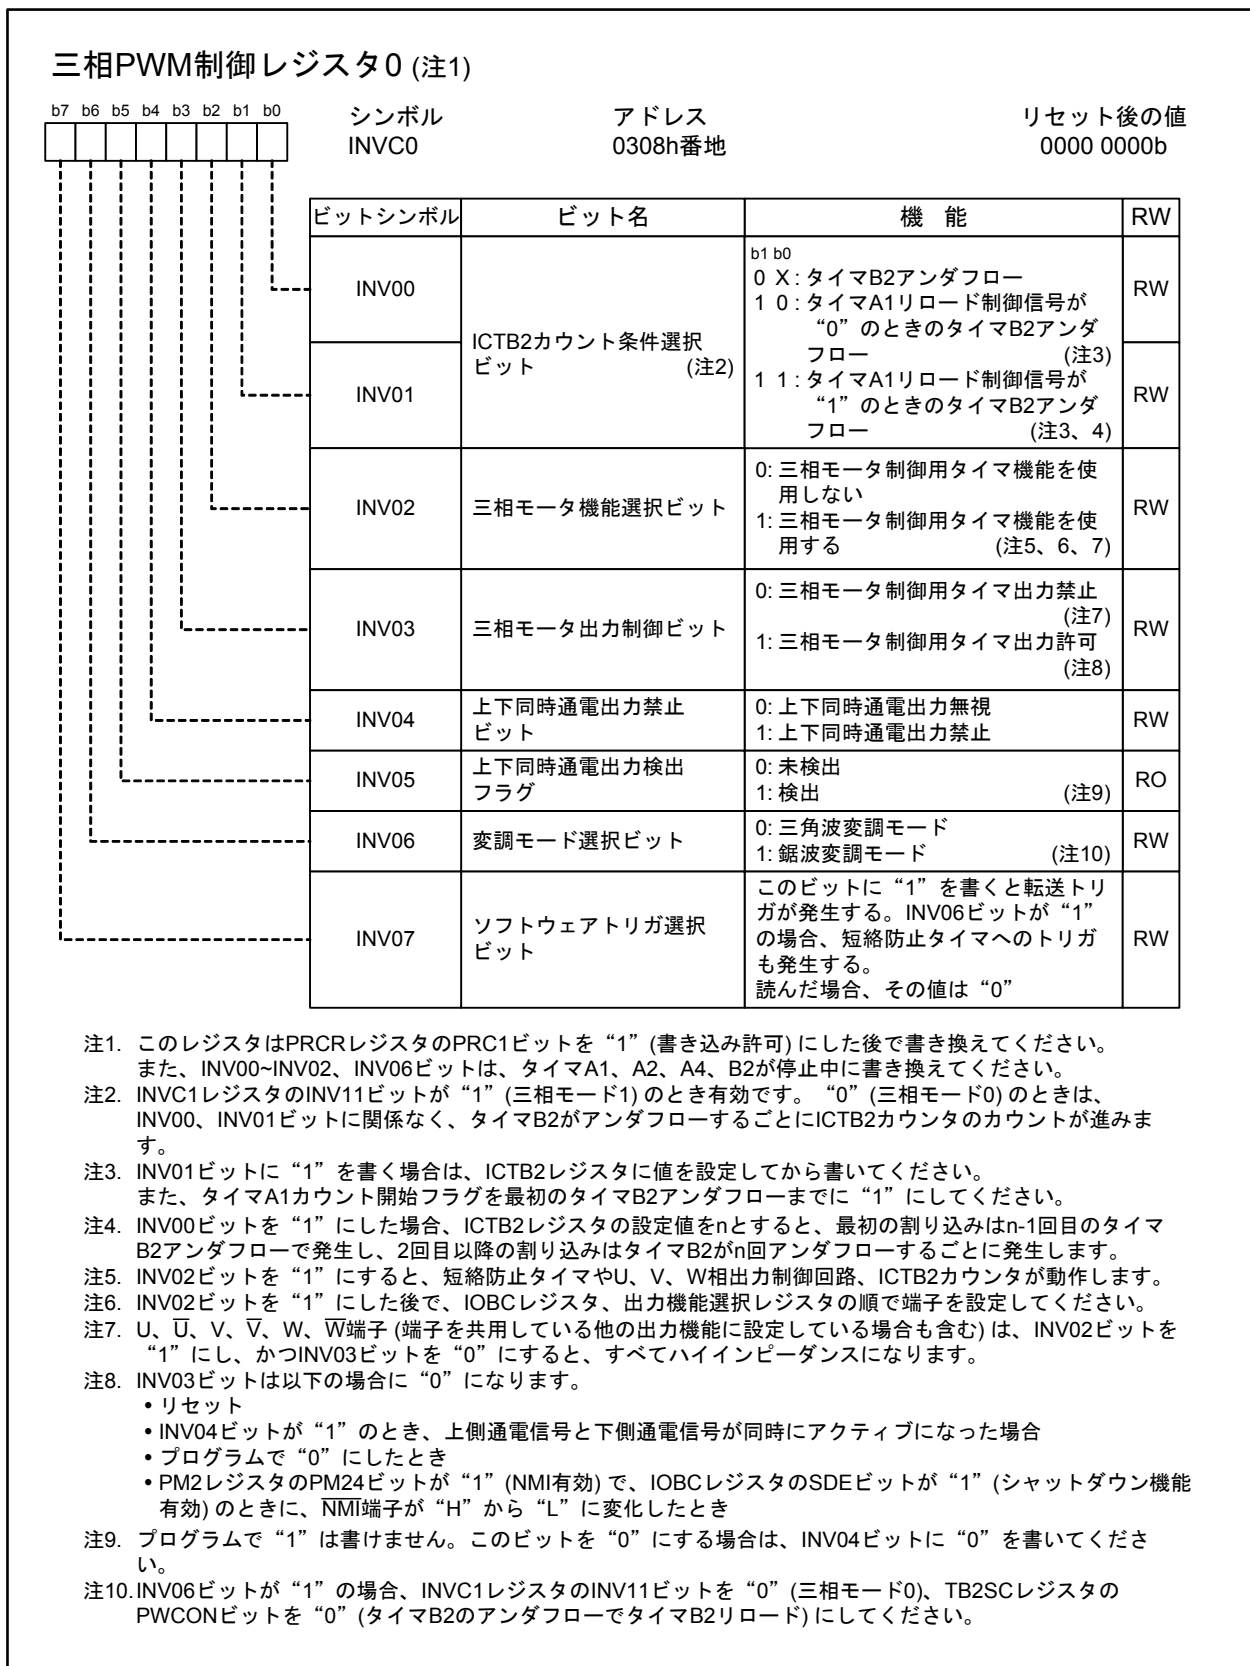 三相PWM制御レジスタ0 (注1)
b7 b6 b5 b4 b3 b2 b1 b0
シンボル アドレス リセット後の値
INVC0 0308h番地 0000 0000b
ビットシンボル ビット名 機 能 RW
INV00
INV01
ICTB2カウント条件選択
ビット (注2)
b1 b0
0 X : タイマB2アンダフロー
1 0 : タイマA1リロード制御信号が
“0”のときのタイマB2アンダ
フロー (注3)
1 1 : タイマA1リロード制御信号が
“1”のときのタイマB2アンダ
フロー (注3、4)
RW
RW
INV02 三相モータ機能選択ビット
0: 三相モータ制御用タイマ機能を使
用しない
1: 三相モータ制御用タイマ機能を使
用する (注5、6、7)
RW
INV03 三相モータ出力制御ビット
0: 三相モータ制御用タイマ出力禁止
(注7)
1: 三相モータ制御用タイマ出力許可
(注8)
RW
INV04
上下同時通電出力禁止
ビット
0: 上下同時通電出力無視
1: 上下同時通電出力禁止
RW
INV05
上下同時通電出力検出
フラグ
0: 未検出
1: 検出 (注9)
RO
INV06 変調モード選択ビット
0: 三角波変調モード
1: 鋸波変調モード (注10)
RW
INV07
ソフトウェアトリガ選択
ビット
このビットに“1”を書くと転送トリ
ガが発生する。INV06ビットが“1”
の場合、短絡防止タイマへのトリガ
も発生する。
読んだ場合、その値は“0”
RW
注1. このレジスタはPRCRレジスタのPRC1ビットを“1”(書き込み許可) にした後で書き換えてください。
また、INV00~INV02、INV06ビットは、タイマA1、A2、A4、B2が停止中に書き換えてください。
注2. INVC1レジスタのINV11ビットが“1”(三相モード1) のとき有効です。“0”(三相モード0) のときは、
INV00、INV01ビットに関係なく、タイマB2がアンダフローするごとにICTB2カウンタのカウントが進みま
す。
注3. INV01ビットに“1”を書く場合は、ICTB2レジスタに値を設定してから書いてください。
また、タイマA1カウント開始フラグを最初のタイマB2アンダフローまでに“1”にしてください。
注4. INV00ビットを“1”にした場合、ICTB2レジスタの設定値をnとすると、最初の割り込みはn-1回目のタイマ
B2アンダフローで発生し、2回目以降の割り込みはタイマB2がn回アンダフローするごとに発生します。
注5. INV02ビットを“1”にすると、短絡防止タイマやU、V、W相出力制御回路、ICTB2カウンタが動作します。
注6. INV02ビットを“1”にした後で、IOBCレジスタ、出力機能選択レジスタの順で端子を設定してください。
注7. U、U̅、V、V̅、W、W̅端子 (端子を共用している他の出力機能に設定している場合も含む) は、INV02ビットを
“1”にし、かつINV03ビットを“0”にすると、すべてハイインピーダンスになります。
注8. INV03ビットは以下の場合に“0”になります。
• リセット
• INV04ビットが“1”のとき、上側通電信号と下側通電信号が同時にアクティブになった場合
• プログラムで“0”にしたとき
• PM2レジスタのPM24ビットが“1”(NMI有効) で、IOBCレジスタのSDEビットが“1”(シャットダウン機能
有効) のときに、N̅M̅I̅端子が“H”から“L”に変化したとき
注9. プログラムで“1”は書けません。このビットを“0”にする場合は、INV04ビットに“0”を書いてくださ
い。
注10. INV06ビットが“1”の場合、INVC1レジスタのINV11ビットを“0”(三相モード0)、TB2SCレジスタの
PWCONビットを“0”(タイマB2のアンダフローでタイマB2リロード) にしてください。